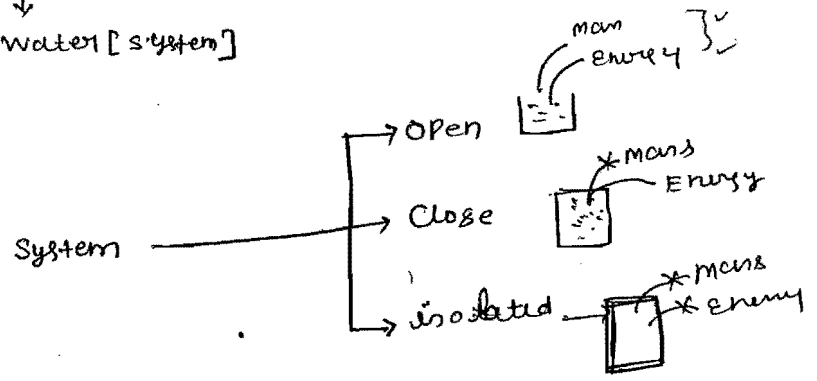 Water [System]
mass
Energy
Open
mass
Energy
Close
System
mass
Energy
isolated